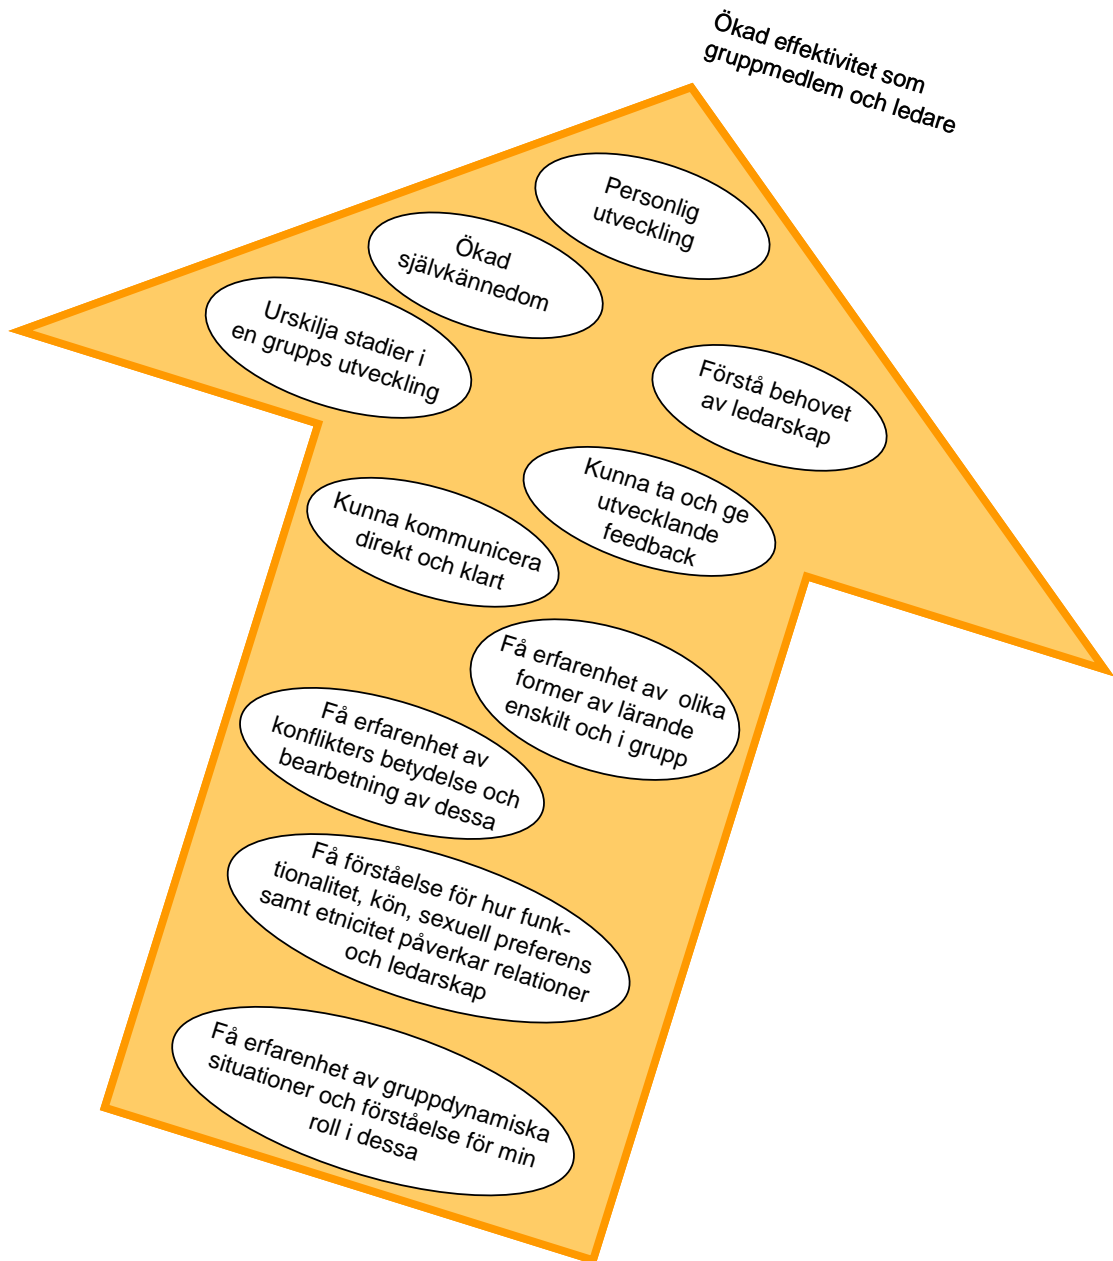 Ökad effektivitet som
gruppmedlem och ledare
Personlig
utveckling
Ökad
självkännedom
Urskilja stadier i
en grupps utveckling
Förstå behovet
av ledarskap
Kunna ta och ge
utvecklande
feedback
Kunna kommunicera
direkt och klart
Få erfarenhet av  olika
former av lärande
enskilt och i grupp
Få erfarenhet av
konflikters betydelse och
bearbetning av dessa
Få förståelse för hur funk-
tionalitet, kön, sexuell preferens
samt etnicitet påverkar relationer
och ledarskap
Få erfarenhet av gruppdynamiska
situationer och förståelse för min
roll i dessa